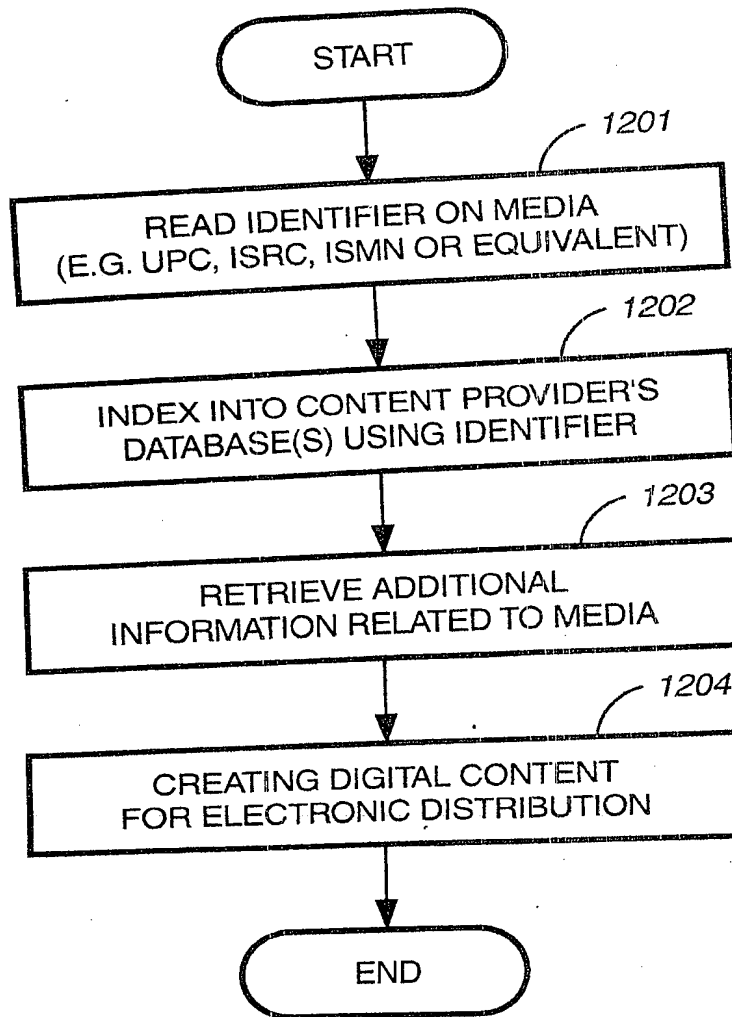 START
1201
READ IDENTIFIER ON MEDIA
(E.G. UPC, ISRC, ISMN OR EQUIVALENT)
1202
INDEX INTO CONTENT PROVIDER'S
DATABASE(S) USING IDENTIFIER
1203
RETRIEVE ADDITIONAL
INFORMATION RELATED TO MEDIA
1204
CREATING DIGITAL CONTENT
FOR ELECTRONIC DISTRIBUTION
END